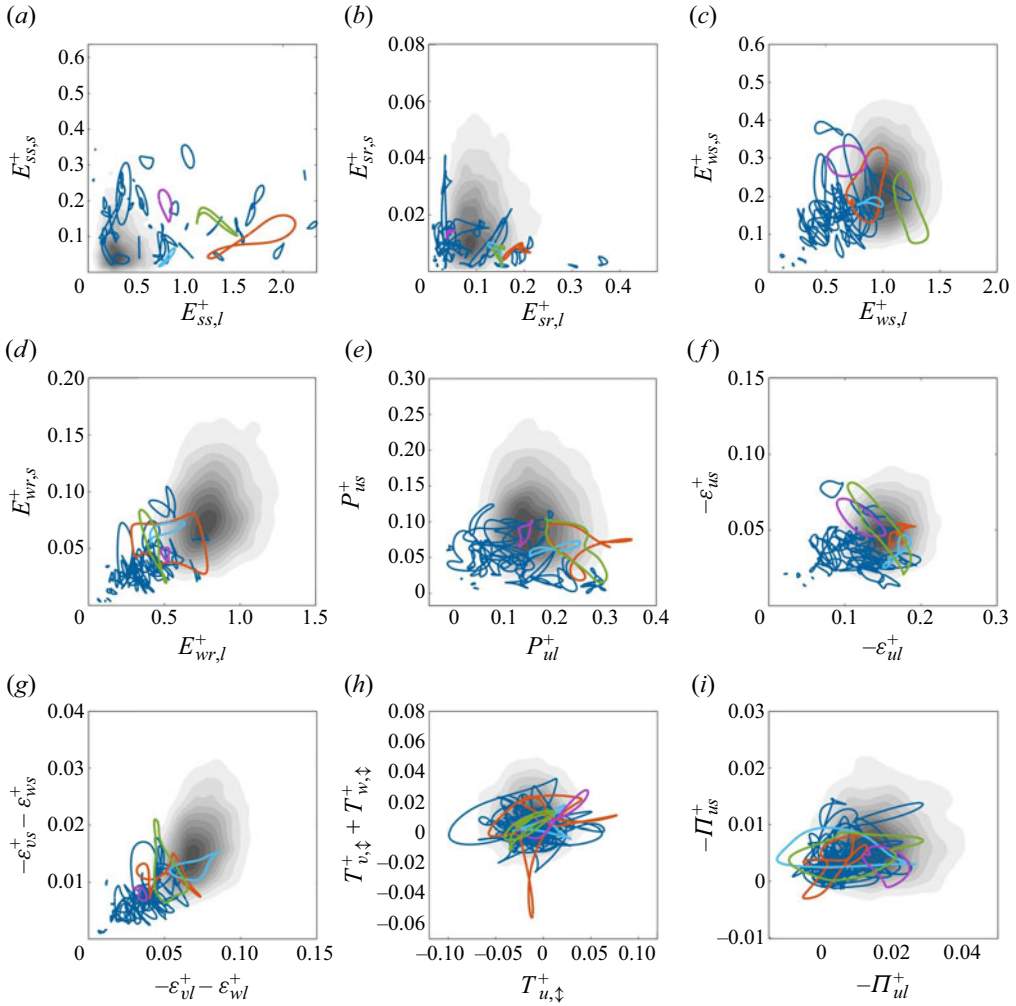 (a) (b) (c)
0.6 0.08 0.6
0.5 0.5
0.06
0.4 0.4
E⁺ss,s 0.3 E⁺sr,s 0.04 E⁺ws,s 0.3
0.2 0.2
0.02
0.1 0.1
0 0.5 1.0 1.5 2.0 0 0.1 0.2 0.3 0.4 0 0.5 1.0 1.5 2.0
E⁺ss,l E⁺sr,l E⁺ws,l
(d) (e) (f)
0.20 0.30 0.15
0.25
0.15
0.20 0.10
E⁺wr,s 0.10 P⁺us 0.15 −ε⁺us
0.10 0.05
0.05
0.05
0
0 0.5 1.0 1.5 0 0.1 0.2 0.3 0.4 0 0.1 0.2 0.3
E⁺wr,l P⁺ul −ε⁺ul
(g) (h) (i)
0.04 0.08 0.03
0.06
0.03 0.04 0.02
0.02
−ε⁺vs − ε⁺ws 0.02 T⁺v,↕ + T⁺w,↕ 0 −Π⁺us 0.01
−0.02
0.01 −0.04 0
−0.06
−0.01
0 0.05 0.10 0.15 −0.10 −0.05 0 0.05 0.10 0 0.02 0.04
−ε⁺vl − ε⁺wl T⁺u,↕ −Π⁺ul